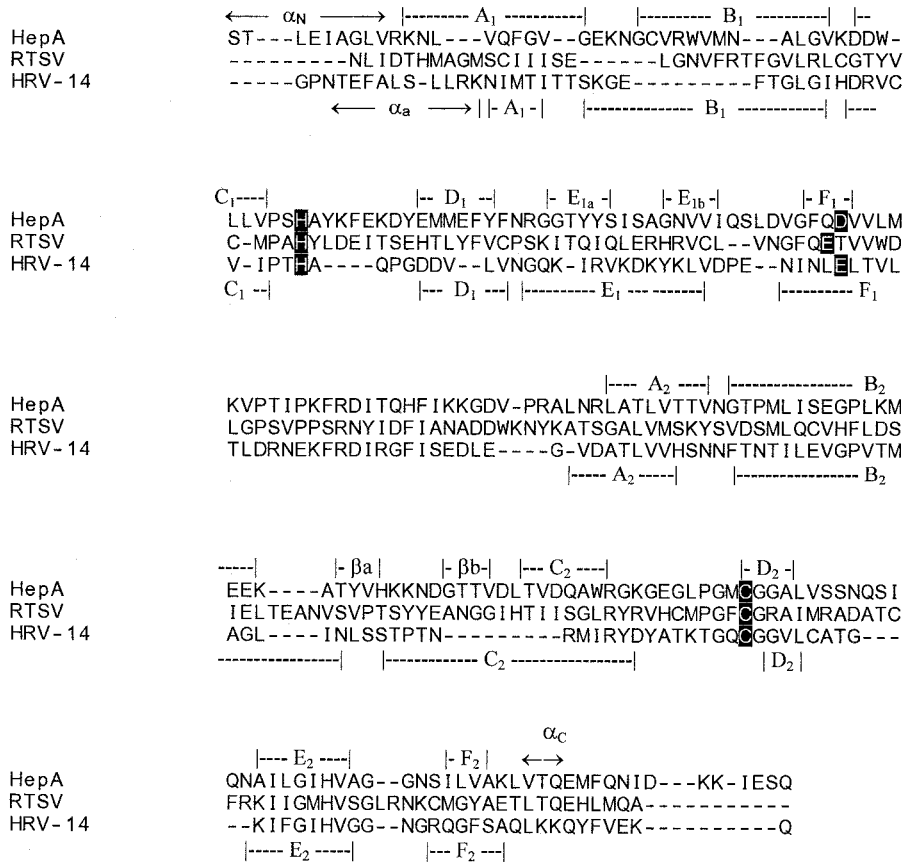 ←-- αN ---→ |--------- A1 -------| |------- B1 ---------| |--
HepA ST---LEIAGLVRKNL---VQFGV--GEKNGCVRWVMN---ALGVKDDW-
RTSV ----------NLIDTHMAGMSCIIISE------LGNVFRTFGVLRLCGTYV
HRV-14 -----GPNTEFALS-LLRKNIMTITTSKGE-------FTGLGIHDRVC
←--- αa ---→ ||- A1 -| |----------- B1 ----------| |----
C1----| |-- D1 --| |- E1a -| |- E1b -| |- F1 -|
HepA LLVPSHAYKFEKDYEMMEFYFNRGGTYYSISAGNVVIQSLDVGFQDVVLM
RTSV C-MPAHYLDEITSEHTLYFVCPSKITQIQLERHRVCL--VNGFQETVVWD
HRV-14 V-IPTHA----QPGDDV--LVNGQK-IRVKDKYKLVDPE--NINLELTVL
C1 --| |--- D1 ---| |--------- E1 ---------| |--------- F1
|---- A2 ---| |------------- B2
HepA KVPTIPKFRDITQHFIKKGDV-PRALNRLATLVTTVNGTPMLISEGPLKM
RTSV LGPSVPPSRNYIDFIANADDWKNYKATSGALVMSKYSVDSMLQCVHFLDS
HRV-14 TLDRNEKFRDIRGFISEDLE----G-VDATLVVHSNNFTNTILEVGPVTM
|---- A2 -----| |------------- B2
-----| |- βa -| |- βb-| |----- C2 ----| |- D2 --|
HepA EEK----ATYVHKKNDGTTVDLTVDQAWRGKGEGLPGMCGGALVSSNQSI
RTSV IELTEANVSVPTSYYEANGGIHTIISGLRYRVHCMPGFCGRAIMRADATC
HRV-14 AGL----INLSSTPTN---------RMIRYDYATKTGQCGGVLCATG---
---------------| |----------- C2 ---------------| | D2 -|
|---- E2 ----| |- F2 -| αC ←--→
HepA QNAILGIHVAG--GNSILVAKLVTQEMFQNID---KK-IESQ
RTSV FRKIIGMHVSGLRNKCMGYAETLTQEHLMQA-----------
HRV-14 --KIFGIHVGG--NGRQGFSAQLKKQYFVEK----------Q
|----- E2 -----| |--- F2 ----|